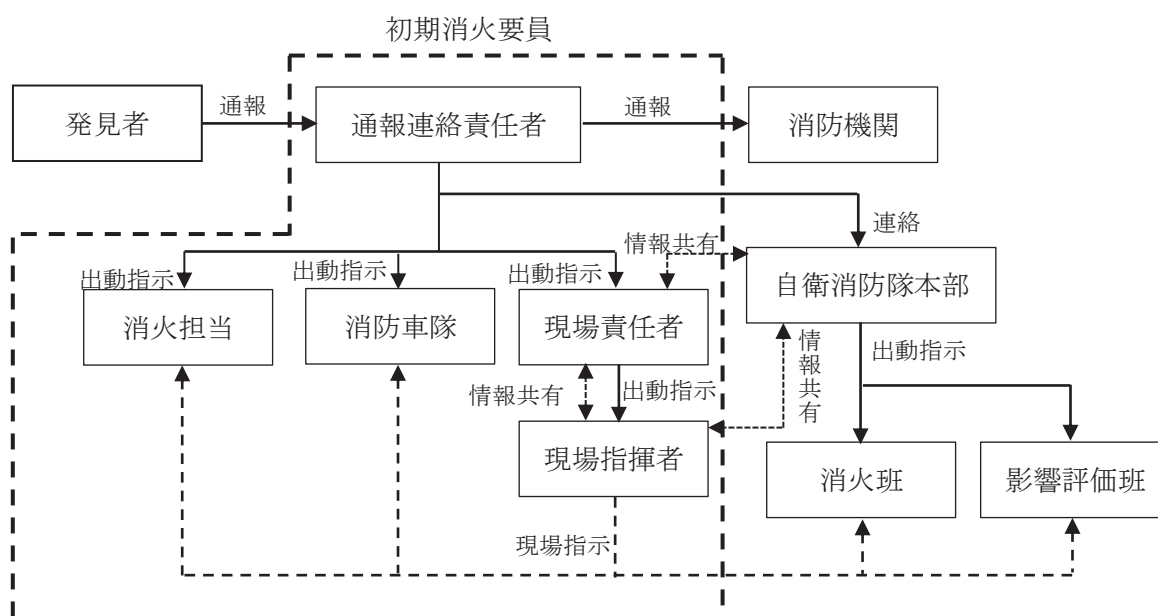 初期消火要員
発見者
通報
通報連絡責任者
通報
消防機関
連絡
情報共有
自衛消防隊本部
出動指示
出動指示
出動指示
消火担当
消防車隊
現場責任者
情報共有
出動指示
情報共有
出動指示
現場指揮者
消火班
影響評価班
現場指示